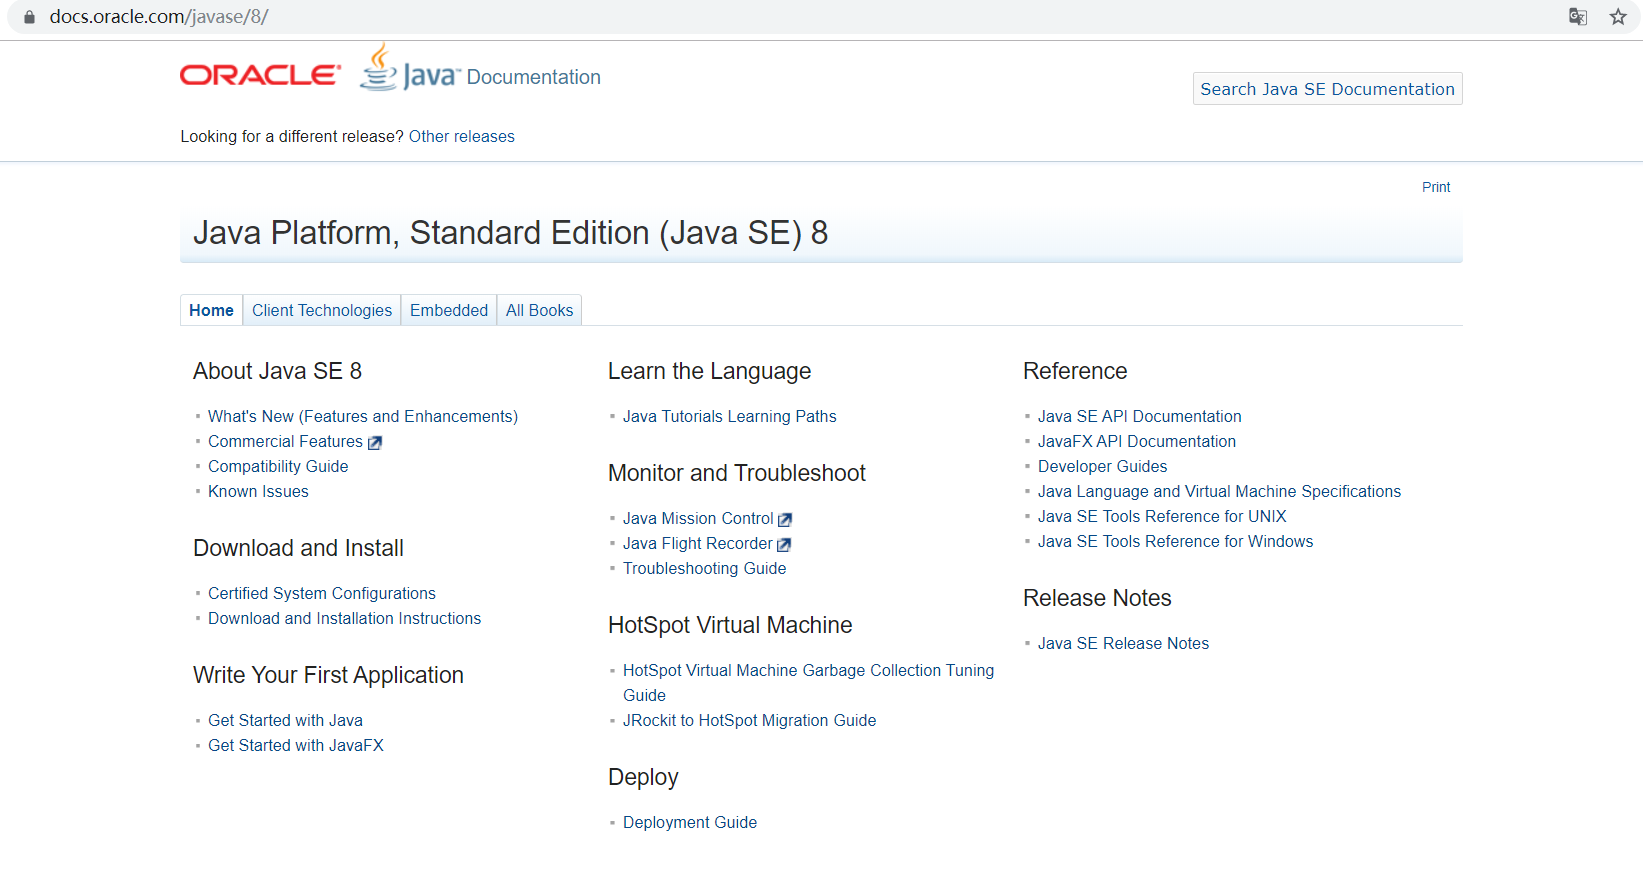 docs.oracle.com/javase/8/
ORACLE® Java™ Documentation
Search Java SE Documentation
Looking for a different release? Other releases
Print
Java Platform, Standard Edition (Java SE) 8
Home Client Technologies Embedded All Books
About Java SE 8
What's New (Features and Enhancements)
Commercial Features
Compatibility Guide
Known Issues
Download and Install
Certified System Configurations
Download and Installation Instructions
Write Your First Application
Get Started with Java
Get Started with JavaFX
Learn the Language
Java Tutorials Learning Paths
Monitor and Troubleshoot
Java Mission Control
Java Flight Recorder
Troubleshooting Guide
HotSpot Virtual Machine
HotSpot Virtual Machine Garbage Collection Tuning
Guide
JRockit to HotSpot Migration Guide
Deploy
Deployment Guide
Reference
Java SE API Documentation
JavaFX API Documentation
Developer Guides
Java Language and Virtual Machine Specifications
Java SE Tools Reference for UNIX
Java SE Tools Reference for Windows
Release Notes
Java SE Release Notes